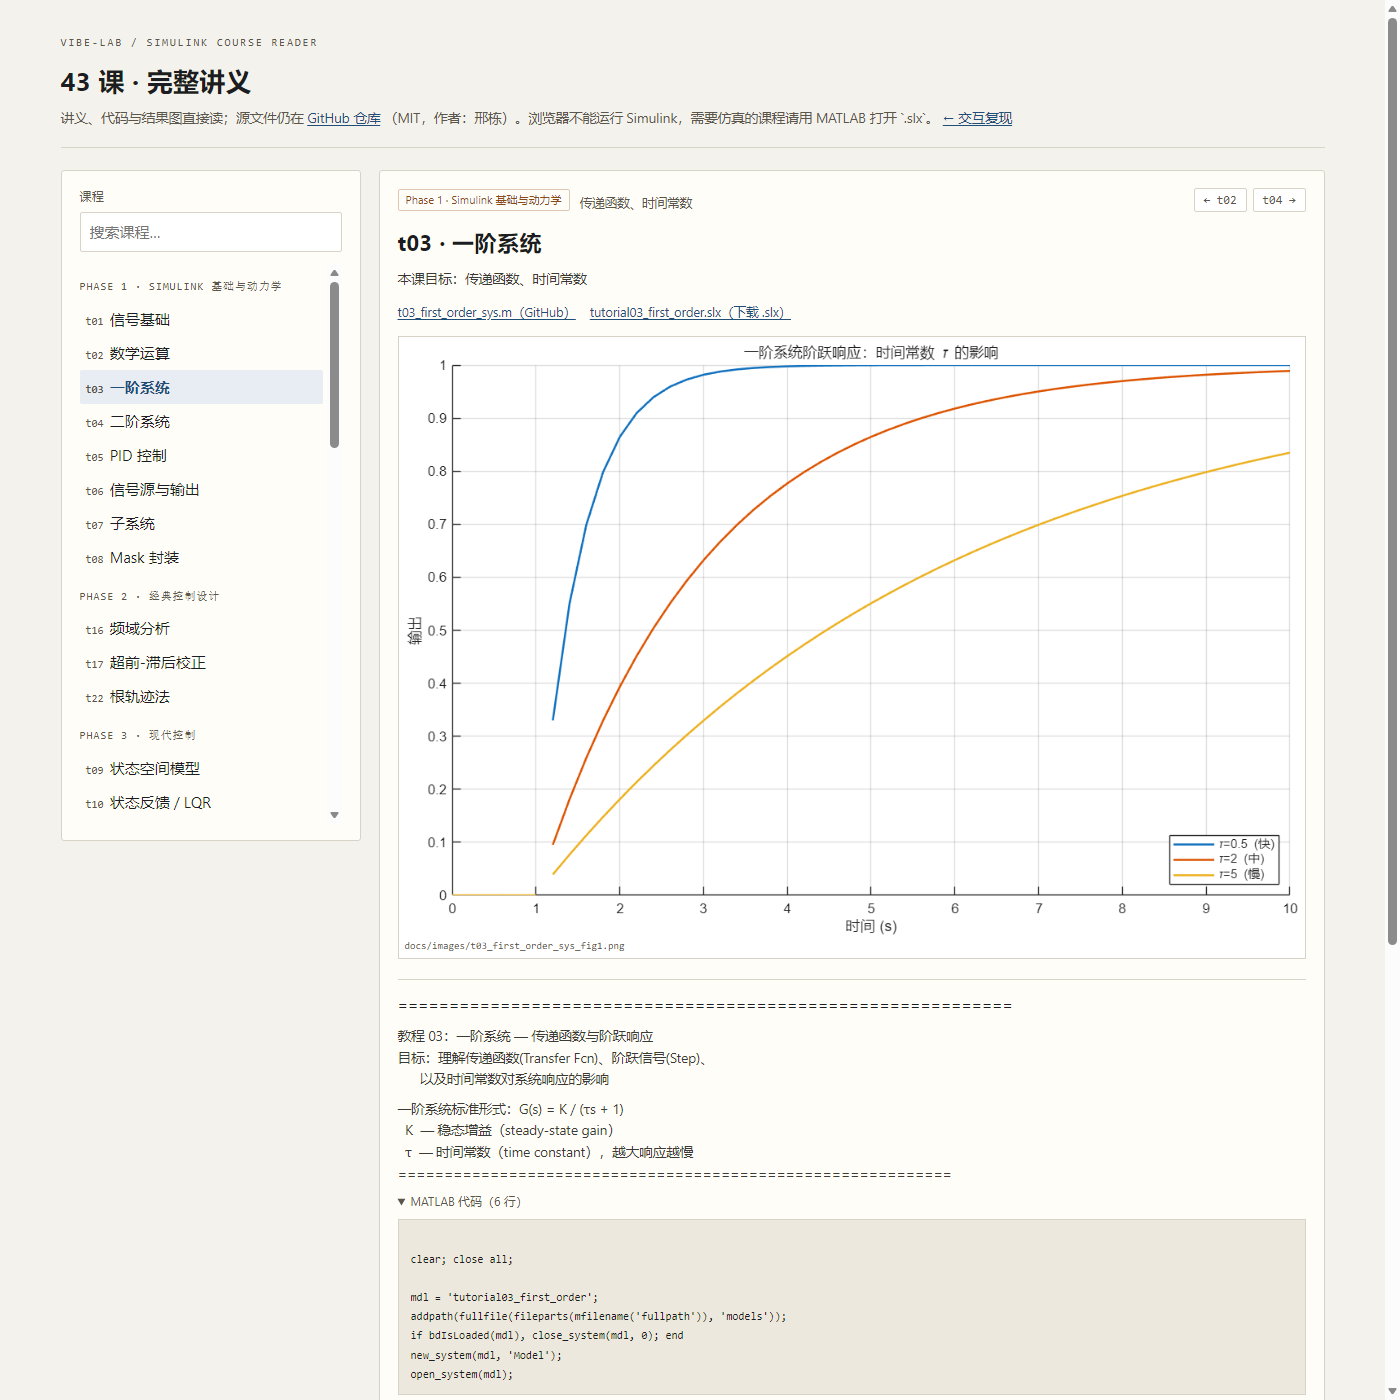 VIBE-LAB / SIMULINK COURSE READER
43 课 · 完整讲义
讲义、代码与结果图直接读；源文件仍在 GitHub 仓库 （MIT，作者：邢栋）。浏览器不能运行 Simulink，需要仿真的课程请用 MATLAB 打开 `.slx`。 ← 交互复现
课程
搜索课程...
PHASE 1 · SIMULINK 基础与动力学
t01 信号基础
t02 数学运算
t03 一阶系统
t04 二阶系统
t05 PID 控制
t06 信号源与输出
t07 子系统
t08 Mask 封装
PHASE 2 · 经典控制设计
t16 频域分析
t17 超前-滞后校正
t22 根轨迹法
PHASE 3 · 现代控制
t09 状态空间模型
t10 状态反馈 / LQR
Phase 1 · Simulink 基础与动力学 传递函数、时间常数
← t02 t04 →
t03 · 一阶系统
本课目标：传递函数、时间常数
t03_first_order_sys.m（GitHub） tutorial03_first_order.slx（下载 .slx）
一阶系统阶跃响应：时间常数 τ 的影响
1
0.9
0.8
0.7
0.6
0.5
0.4
0.3
0.2
0.1
0
输出
0 1 2 3 4 5 6 7 8 9 10
时间 (s)
τ=0.5 (快)
τ=2 (中)
τ=5 (慢)
docs/images/t03_first_order_sys_fig1.png
============================================================
教程 03：一阶系统 — 传递函数与阶跃响应
目标：理解传递函数(Transfer Fcn)、阶跃信号(Step)、
以及时间常数对系统响应的影响
一阶系统标准形式：G(s) = K / (τs + 1)
K — 稳态增益（steady-state gain）
τ — 时间常数（time constant），越大响应越慢
============================================================
▼ MATLAB 代码（6 行）
clear; close all;
mdl = 'tutorial03_first_order';
addpath(fullfile(fileparts(mfilename('fullpath')), 'models'));
if bdIsLoaded(mdl), close_system(mdl, 0); end
new_system(mdl, 'Model');
open_system(mdl);